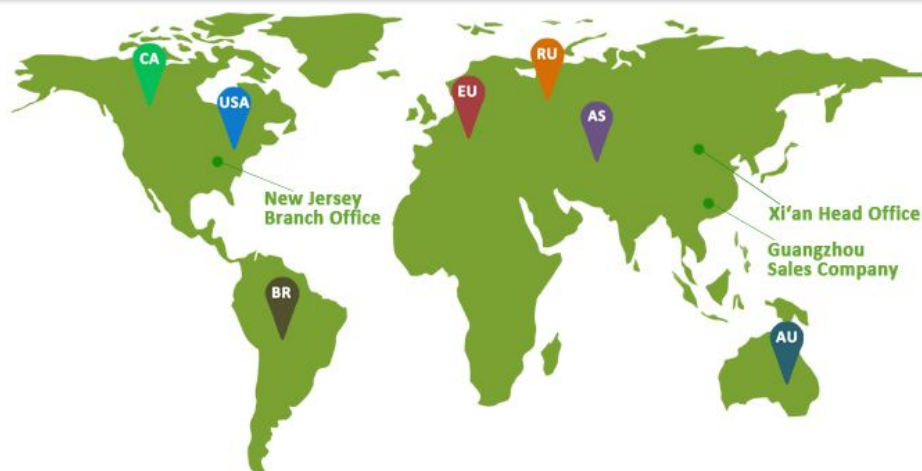 CA
RU
EU
USA
AS
New Jersey
Branch Office
Xi'an Head Office
Guangzhou
Sales Company
BR
AU